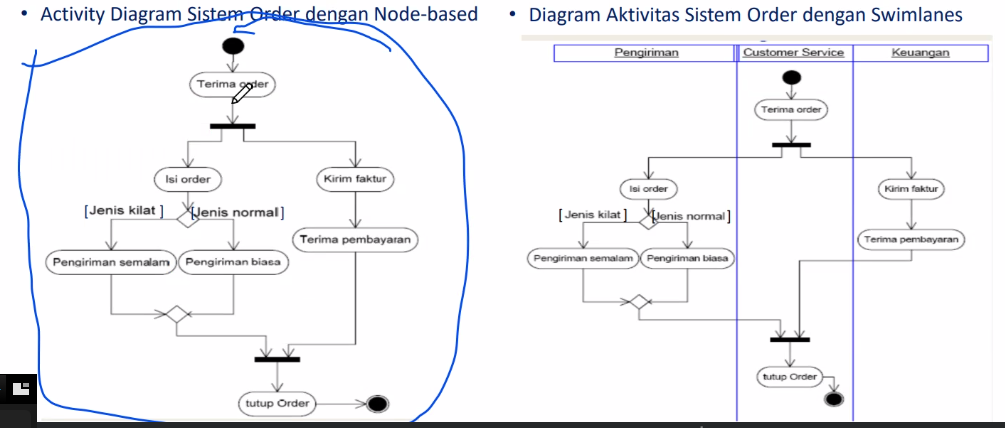 • Activity Diagram Sistem Order dengan Node-based
Terima order
Isi order
Kirim faktur
[Jenis kilat ]
[Jenis normal]
Terima pembayaran
Pengiriman semalam
Pengiriman biasa
tutup Order
• Diagram Aktivitas Sistem Order dengan Swimlanes
Pengiriman
Customer Service
Keuangan
Terima order
Isi order
Kirim faktur
[ Jenis kilat ]
[Jenis normal]
Terima pembayaran
Pengiriman semalam
Pengiriman biasa
tutup Order